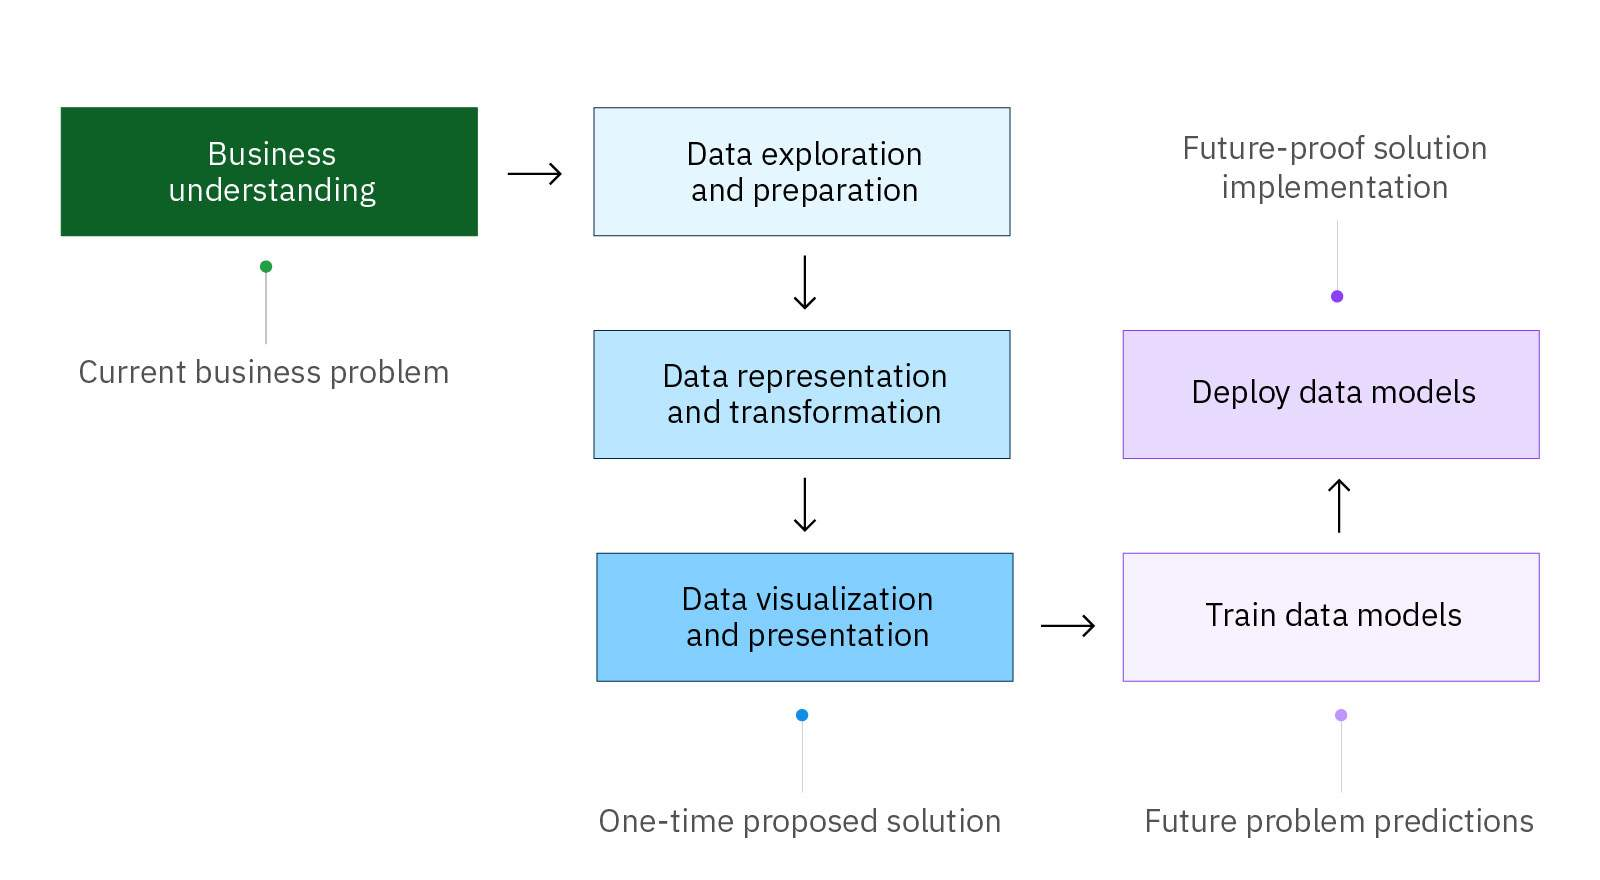 Business
understanding
Current business problem
Data exploration
and preparation
Data representation
and transformation
Data visualization
and presentation
One-time proposed solution
Train data models
Future problem predictions
Deploy data models
Future-proof solution
implementation